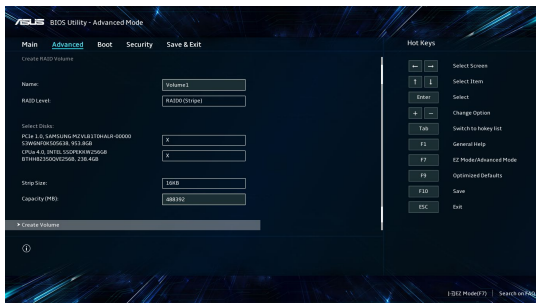 ASUS BIOS Utility - Advanced Mode
Main Advanced Boot Security Save & Exit
Hot Keys
Create RAID Volume
Name: Volume1
RAID Level: RAID0(Stripe)
Select Disks:
PCIe 1.0, SAMSUNG MZVLB1T0HALR-00000
S3W6NF0K505638, 953.8GB
X
CPUa 4.0, INTEL SSDPEKKW256G8
BTHH82350QVE256B, 238.4GB
X
Strip Size: 16KB
Capacity (MB): 488392
> Create Volume
← → Select Screen
↑ ↓ Select Item
Enter Select
+ − Change Option
Tab Switch to hokey list
F1 General Help
F7 EZ Mode/Advanced Mode
F9 Optimized Defaults
F10 Save
ESC Exit
EZ Mode(F7) | Search on FAQ